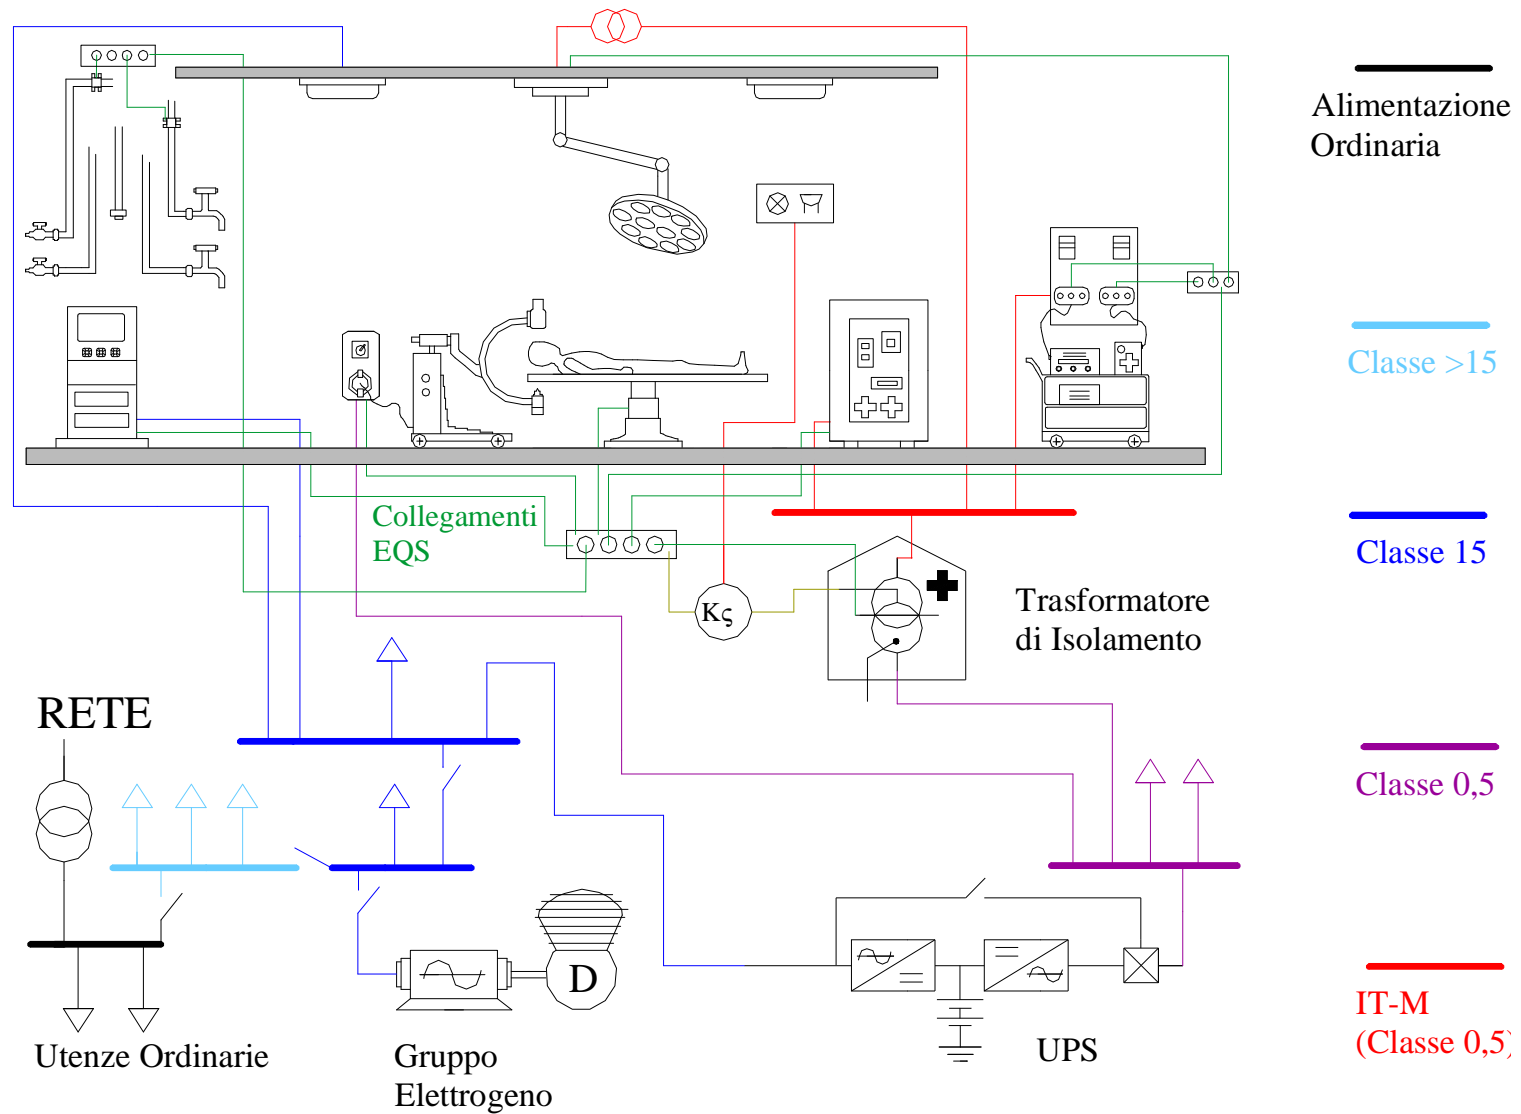 Alimentazione
Ordinaria
Classe >15
Collegamenti
EQS
Classe 15
Kς
Trasformatore
di Isolamento
RETE
Classe 0,5
D
Utenze Ordinarie
Gruppo
Elettrogeno
UPS
IT-M
(Classe 0,5)